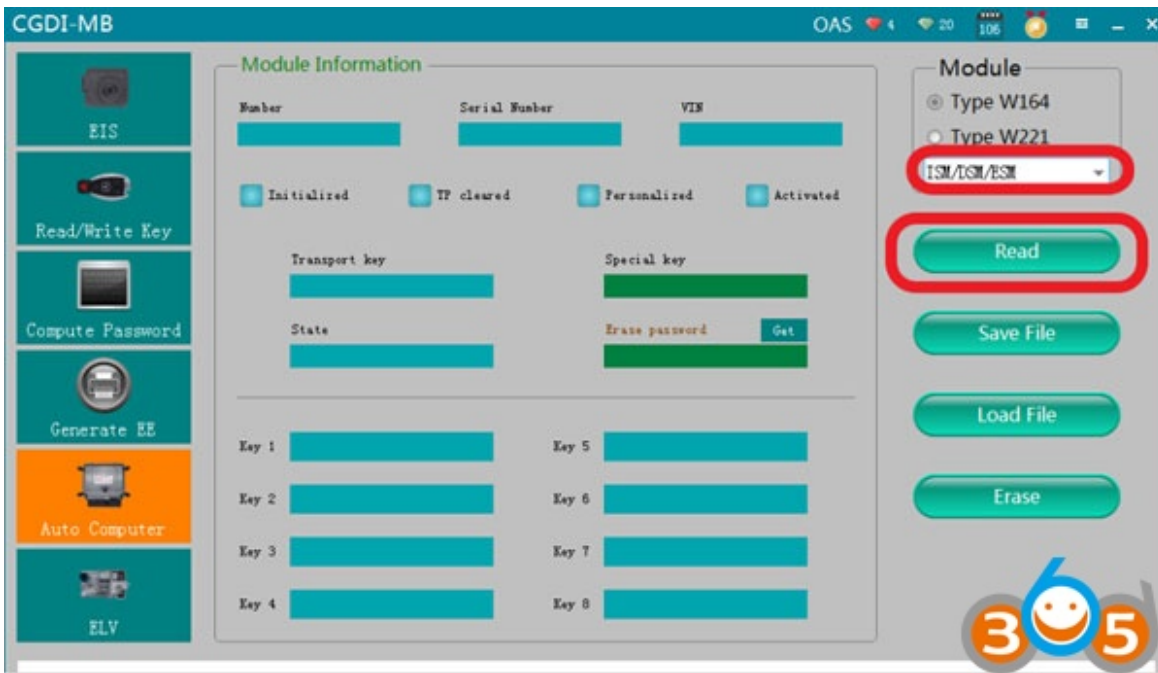 CGDI-MB
OAS 4 20 106
EIS
Read/Write Key
Compute Password
Generate EE
Auto Computer
ELV
Module Information
Number Serial Number VIN
Initialized TP cleared Personalized Activated
Transport key Special key
State Erase password Get
Key 1 Key 5
Key 2 Key 6
Key 3 Key 7
Key 4 Key 8
Module
Type W164
Type W221
ISM/DSM/ESM
Read
Save File
Load File
Erase
365d